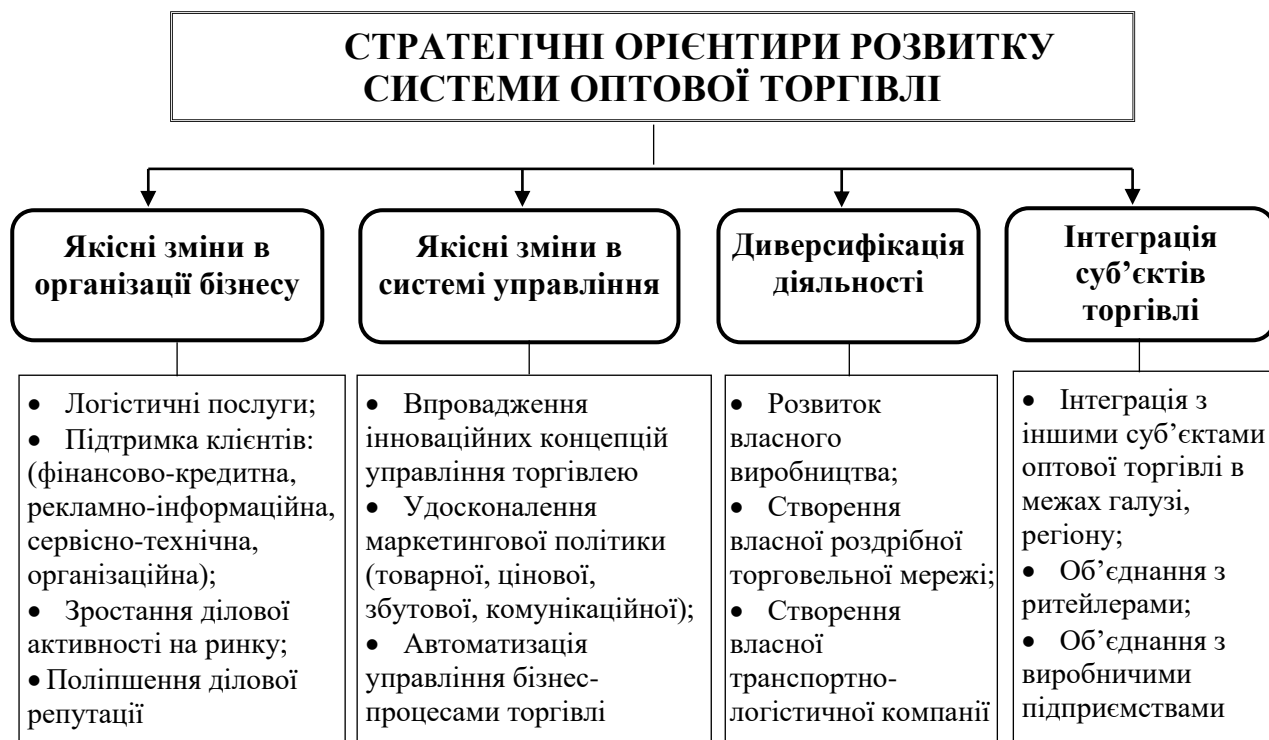 СТРАТЕГІЧНІ ОРІЄНТИРИ РОЗВИТКУ
СИСТЕМИ ОПТОВОЇ ТОРГІВЛІ
Якісні зміни в
організації бізнесу
Якісні зміни в
системі управління
Диверсифікація
діяльності
Інтеграція
суб’єктів
торгівлі
• Логістичні послуги;
• Підтримка клієнтів:
(фінансово-кредитна,
рекламно-інформаційна,
сервісно-технічна,
організаційна);
• Зростання ділової
активності на ринку;
• Поліпшення ділової
репутації
• Впровадження
інноваційних концепцій
управління торгівлею
• Удосконалення
маркетингової політики
(товарної, цінової,
збутової, комунікаційної);
• Автоматизація
управління бізнес-
процесами торгівлі
• Розвиток
власного
виробництва;
• Створення
власної роздрібної
торговельної мережі;
• Створення
власної
транспортно-
логістичної компанії
• Інтеграція з
іншими суб’єктами
оптової торгівлі в
межах галузі,
регіону;
• Об’єднання з
ритейлерами;
• Об’єднання з
виробничими
підприємствами